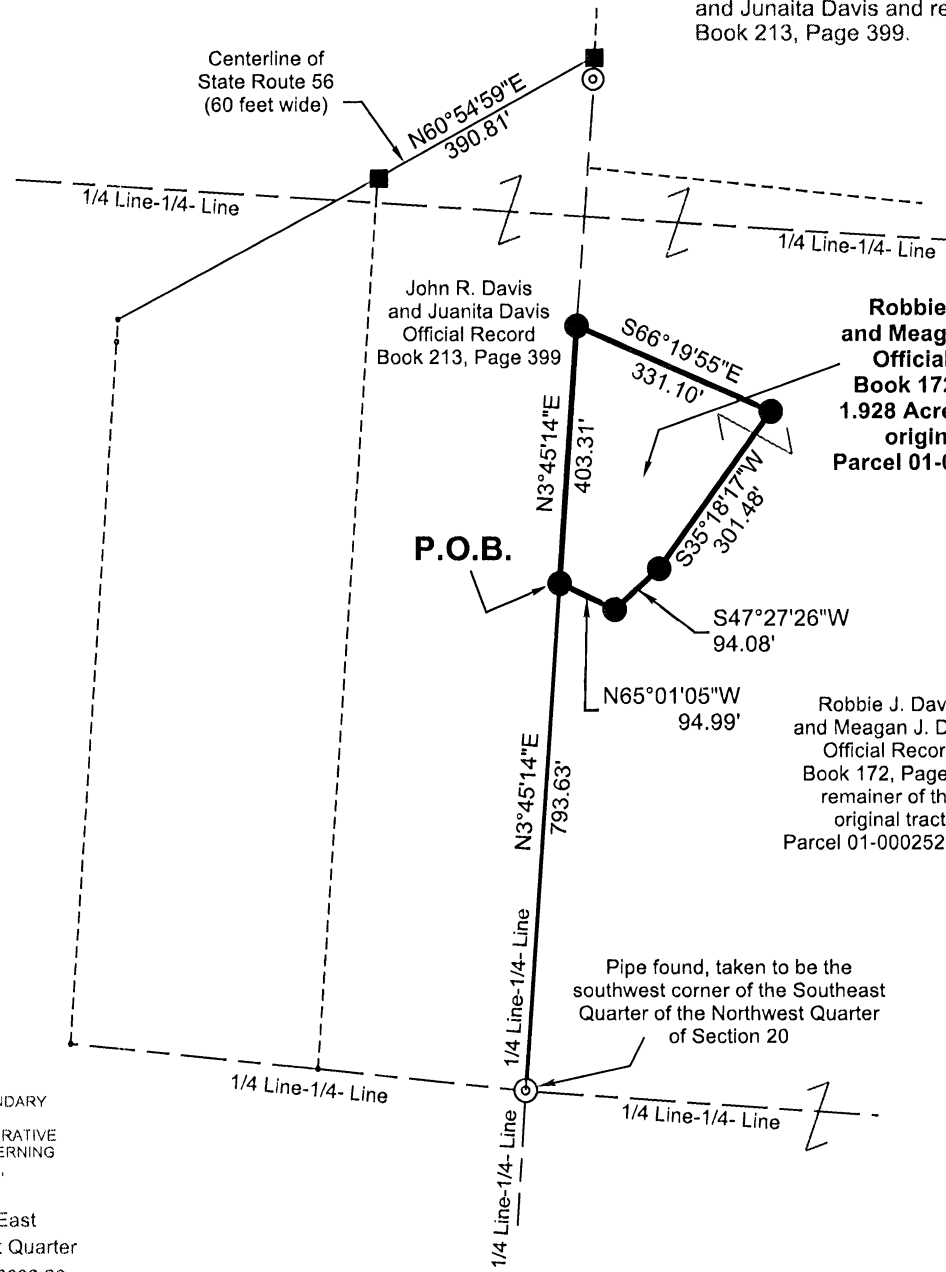 and Junaita Davis and re
Book 213, Page 399.
Centerline of
State Route 56
(60 feet wide)
N60°54'59"E
390.81'
1/4 Line-1/4- Line
1/4 Line-1/4- Line
John R. Davis
and Juanita Davis
Official Record
Book 213, Page 399
S66°19'55"E
331.10'
Robbie
and Meag
Official
Book 172
1.928 Acre
origin
Parcel 01-0
N3°45'14"E
403.31'
S35°18'17"W
301.48'
P.O.B.
S47°27'26"W
94.08'
N65°01'05"W
94.99'
Robbie J. Dav
and Meagan J. D
Official Recor
Book 172, Page
remainer of th
original tract
Parcel 01-000252
N3°45'14"E
793.63'
1/4 Line-1/4- Line
Pipe found, taken to be the
southwest corner of the Southeast
Quarter of the Northwest Quarter
of Section 20
1/4 Line-1/4- Line
1/4 Line-1/4- Line
1/4 Line-1/4- Line
NDARY
RATIVE
ERNING
East
t Quarter